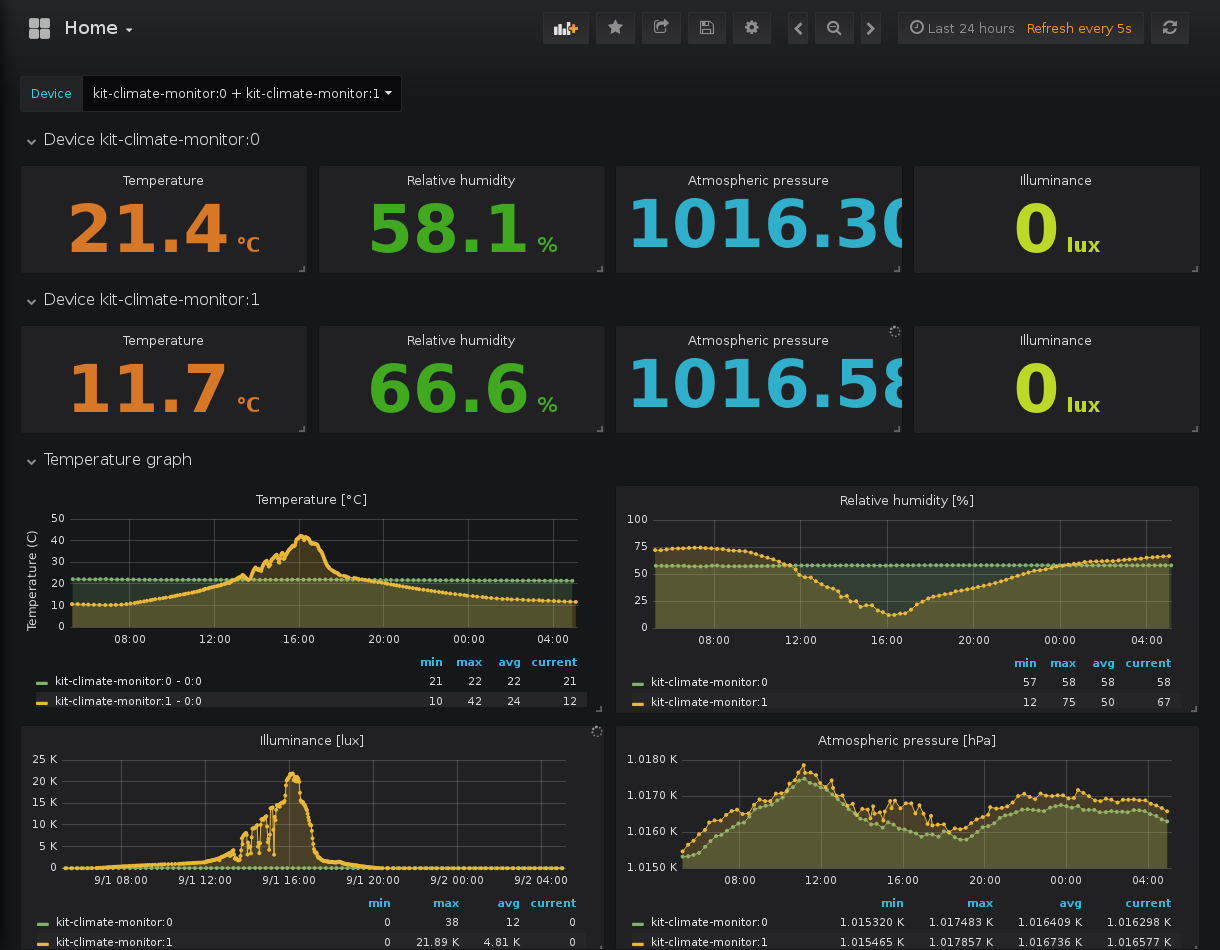 Home
Last 24 hours Refresh every 5s
Device kit-climate-monitor:0 + kit-climate-monitor:1
Device kit-climate-monitor:0
Temperature Relative humidity Atmospheric pressure Illuminance
21.4 °C 58.1 % 1016.30 0 lux
Device kit-climate-monitor:1
Temperature Relative humidity Atmospheric pressure Illuminance
11.7 °C 66.6 % 1016.58 0 lux
Temperature graph
Temperature [°C]
Temperature (C)
50
40
30
20
10
0
08:00 12:00 16:00 20:00 00:00 04:00
min max avg current
kit-climate-monitor:0 - 0:0 21 22 22 21
kit-climate-monitor:1 - 0:0 10 42 24 12
Relative humidity [%]
100
75
50
25
0
08:00 12:00 16:00 20:00 00:00 04:00
min max avg current
kit-climate-monitor:0 57 58 58 58
kit-climate-monitor:1 12 75 50 67
Illuminance [lux]
25 K
20 K
15 K
10 K
5 K
0
9/1 08:00 9/1 12:00 9/1 16:00 9/1 20:00 9/2 00:00 9/2 04:00
min max avg current
kit-climate-monitor:0 0 38 12 0
kit-climate-monitor:1 0 21.89 K 4.81 K 0
Atmospheric pressure [hPa]
1.0180 K
1.0170 K
1.0160 K
1.0150 K
08:00 12:00 16:00 20:00 00:00 04:00
min max avg current
kit-climate-monitor:0 1.015320 K 1.017483 K 1.016409 K 1.016298 K
kit-climate-monitor:1 1.015465 K 1.017857 K 1.016736 K 1.016577 K